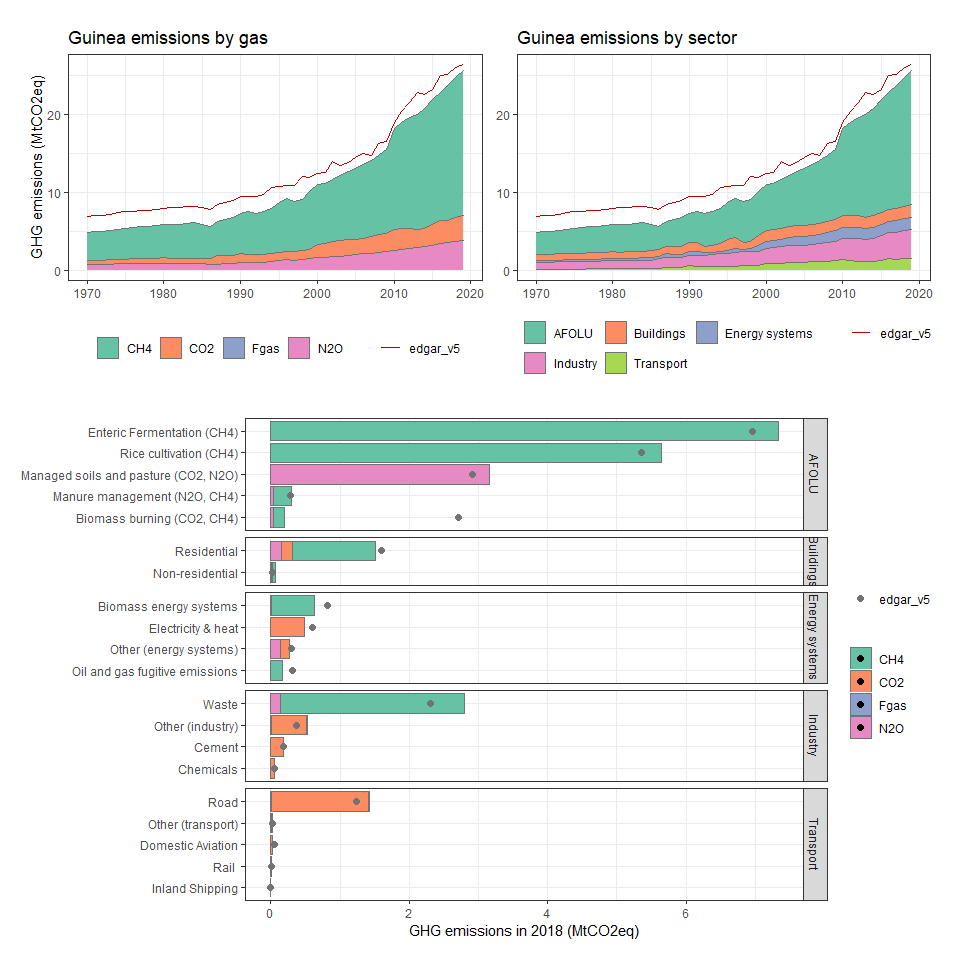 Guinea emissions by gas
Guinea emissions by sector
GHG emissions (MtCO2eq)
20
10
0
1970 1980 1990 2000 2010 2020
20
10
0
1970 1980 1990 2000 2010 2020
CH4 CO2 Fgas N2O edgar_v5
AFOLU Buildings Energy systems edgar_v5
Industry Transport
Enteric Fermentation (CH4)
Rice cultivation (CH4)
Managed soils and pasture (CO2, N2O)
Manure management (N2O, CH4)
Biomass burning (CO2, CH4)
AFOLU
Residential
Non-residential
Buildings
Biomass energy systems
Electricity & heat
Other (energy systems)
Oil and gas fugitive emissions
Energy systems
Waste
Other (industry)
Cement
Chemicals
Industry
Road
Other (transport)
Domestic Aviation
Rail
Inland Shipping
Transport
0 2 4 6
GHG emissions in 2018 (MtCO2eq)
edgar_v5
CH4
CO2
Fgas
N2O